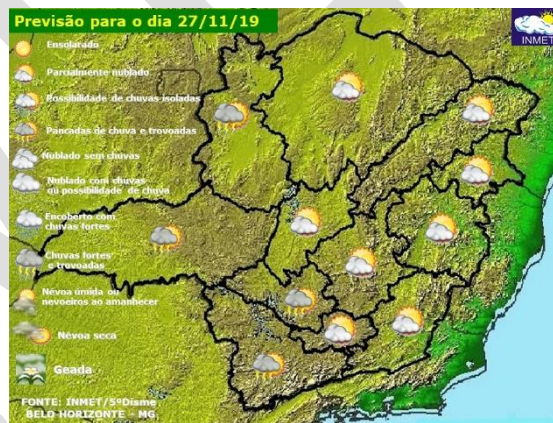 Previsão para o dia 27/11/19
INMET
Ensolarado
Parcialmente nublado
Possibilidade de chuvas isoladas
Pancadas de chuva e trovoadas
Nublado sem chuvas
Nublado com chuvas
ou possibilidade de chuva
Encoberto com
chuvas fortes
Chuvas fortes
e trovoadas
Névoa úmida ou
nevoeiros ao amanhecer
Névoa seca
Geada
FONTE: INMET/5ºDisme
BELO HORIZONTE - MG